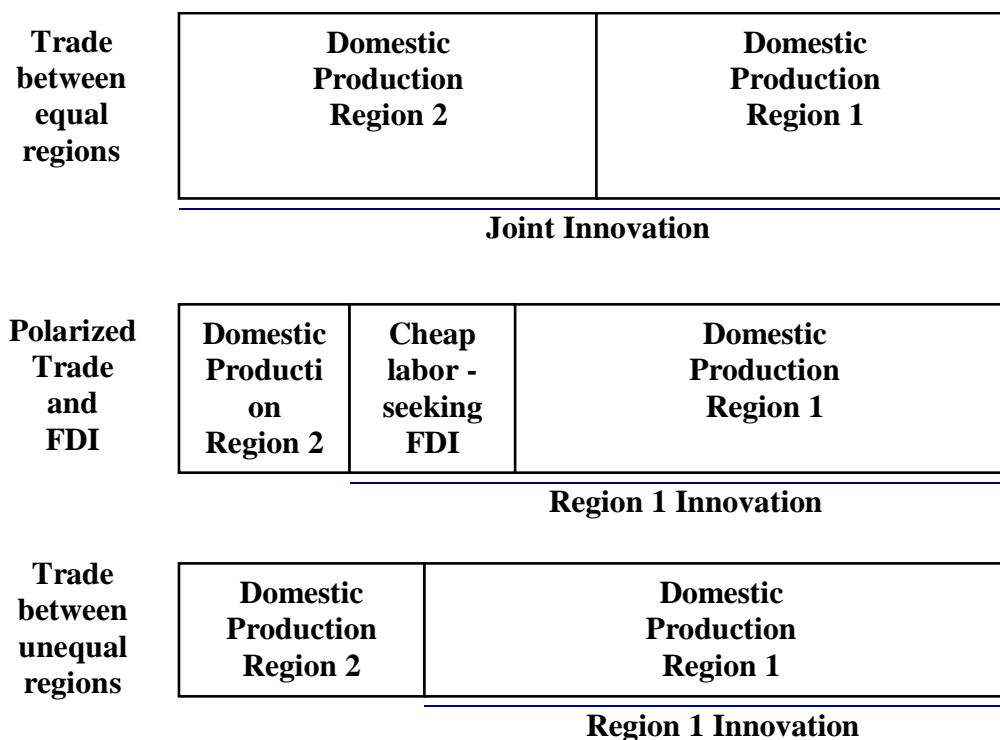 Trade
between
equal
regions
Domestic
Production
Region 2
Domestic
Production
Region 1
Joint Innovation
Polarized
Trade
and
FDI
Domestic
Producti
on
Region 2
Cheap
labor -
seeking
FDI
Domestic
Production
Region 1
Region 1 Innovation
Trade
between
unequal
regions
Domestic
Production
Region 2
Domestic
Production
Region 1
Region 1 Innovation